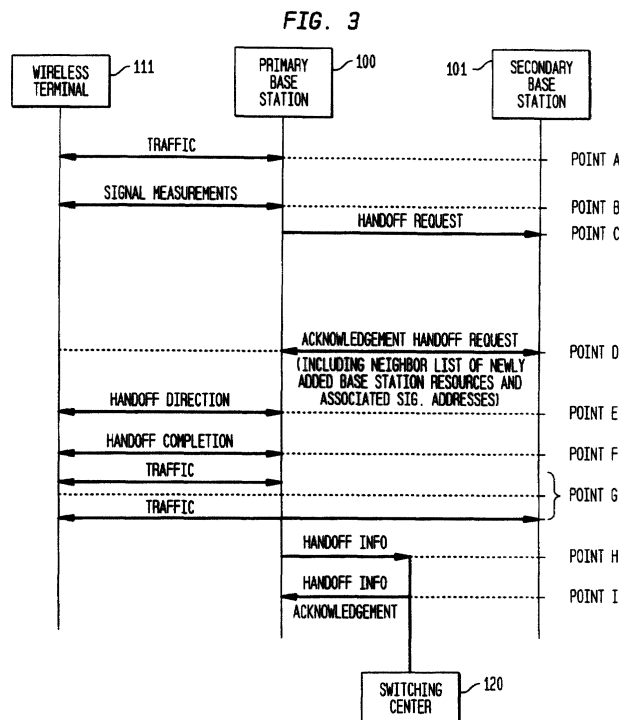 FIG. 3
WIRELESS
TERMINAL
111
PRIMARY
BASE
STATION
100
101
SECONDARY
BASE
STATION
TRAFFIC
POINT A
SIGNAL MEASUREMENTS
POINT B
HANDOFF REQUEST
POINT C
ACKNOWLEDGEMENT HANDOFF REQUEST
POINT D
(INCLUDING NEIGHBOR LIST OF NEWLY
ADDED BASE STATION RESOURCES AND
ASSOCIATED SIG. ADDRESSES)
HANDOFF DIRECTION
POINT E
HANDOFF COMPLETION
POINT F
TRAFFIC
POINT G
TRAFFIC
HANDOFF INFO
POINT H
HANDOFF INFO
POINT I
ACKNOWLEDGEMENT
SWITCHING
CENTER
120